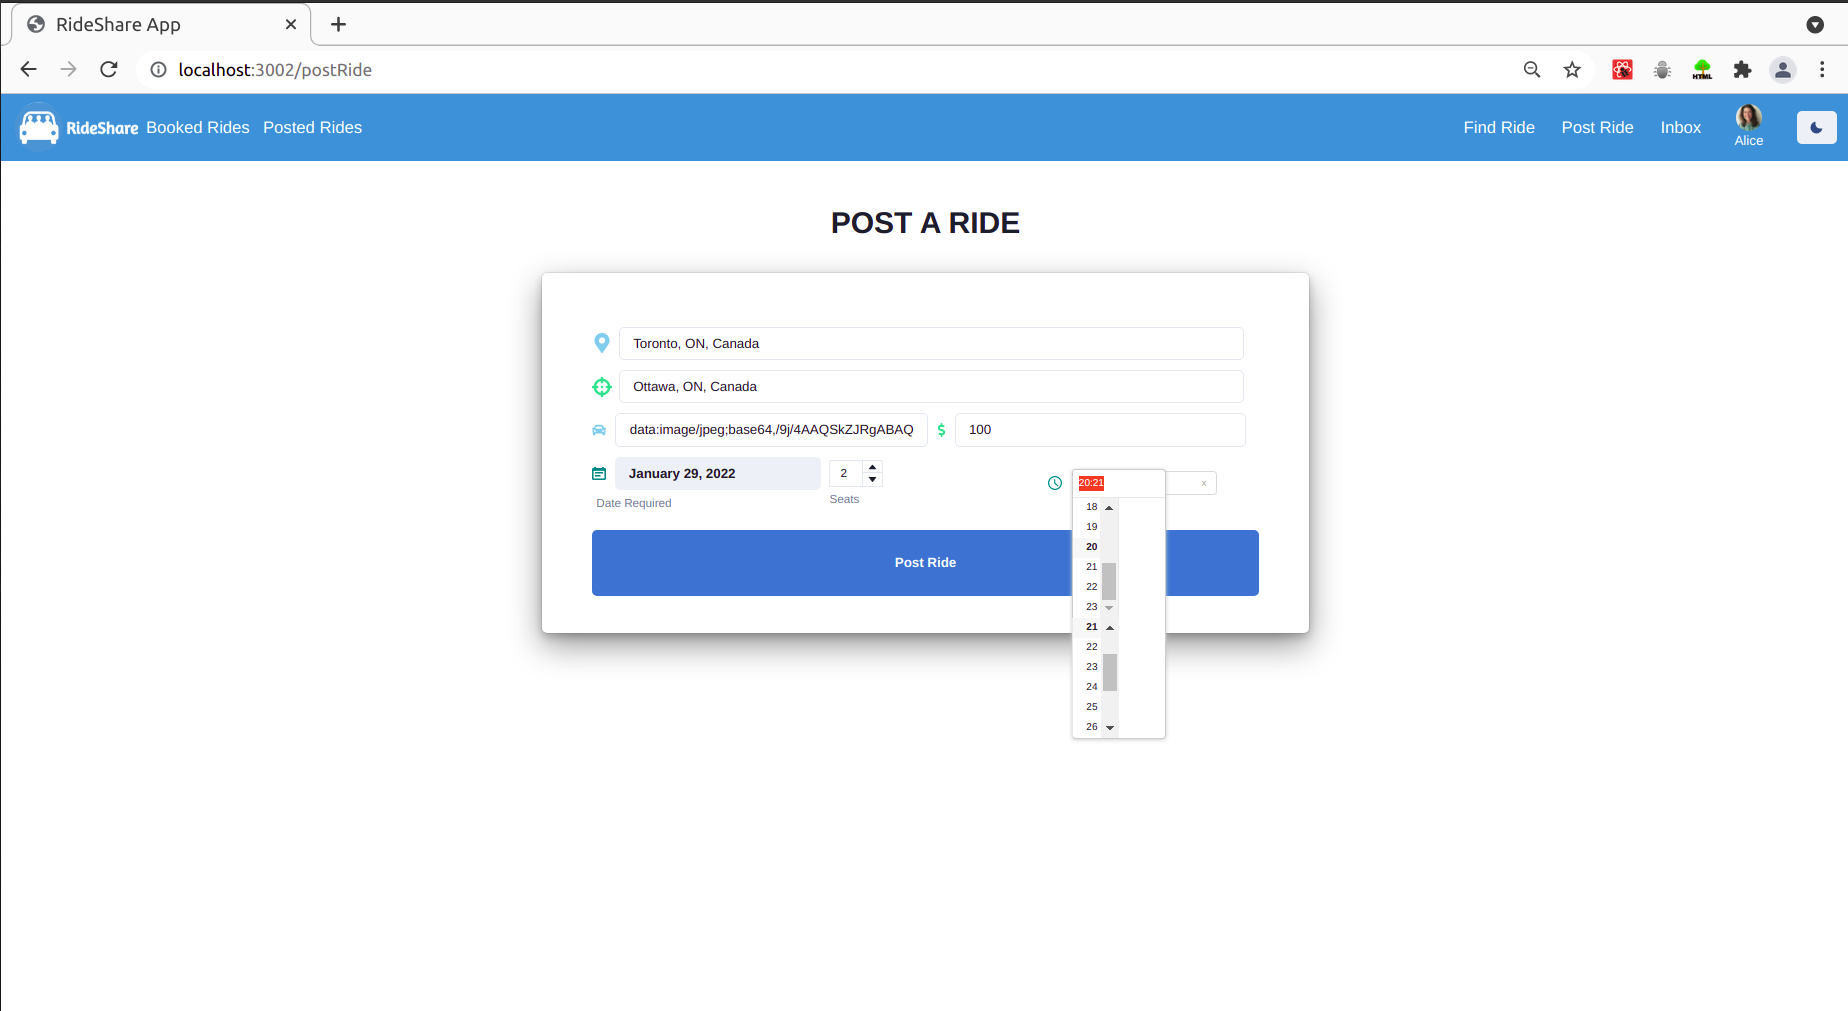 RideShare App
localhost:3002/postRide
HTML
RideShare Booked Rides Posted Rides
Find Ride Post Ride Inbox
Alice
POST A RIDE
Toronto, ON, Canada
Ottawa, ON, Canada
data:image/jpeg;base64,/9j/4AAQSkZJRgABAQ
$ 100
January 29, 2022
Date Required
2
Seats
20:21
x
18
19
20
21
22
23
21
22
23
24
25
26
Post Ride